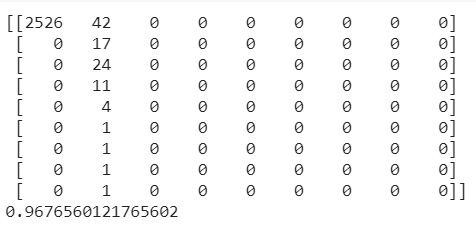 [[2526 42 0 0 0 0 0 0 0]
[ 0 17 0 0 0 0 0 0 0]
[ 0 24 0 0 0 0 0 0 0]
[ 0 11 0 0 0 0 0 0 0]
[ 0 4 0 0 0 0 0 0 0]
[ 0 1 0 0 0 0 0 0 0]
[ 0 1 0 0 0 0 0 0 0]
[ 0 1 0 0 0 0 0 0 0]
[ 0 1 0 0 0 0 0 0 0]]
0.9676560121765602